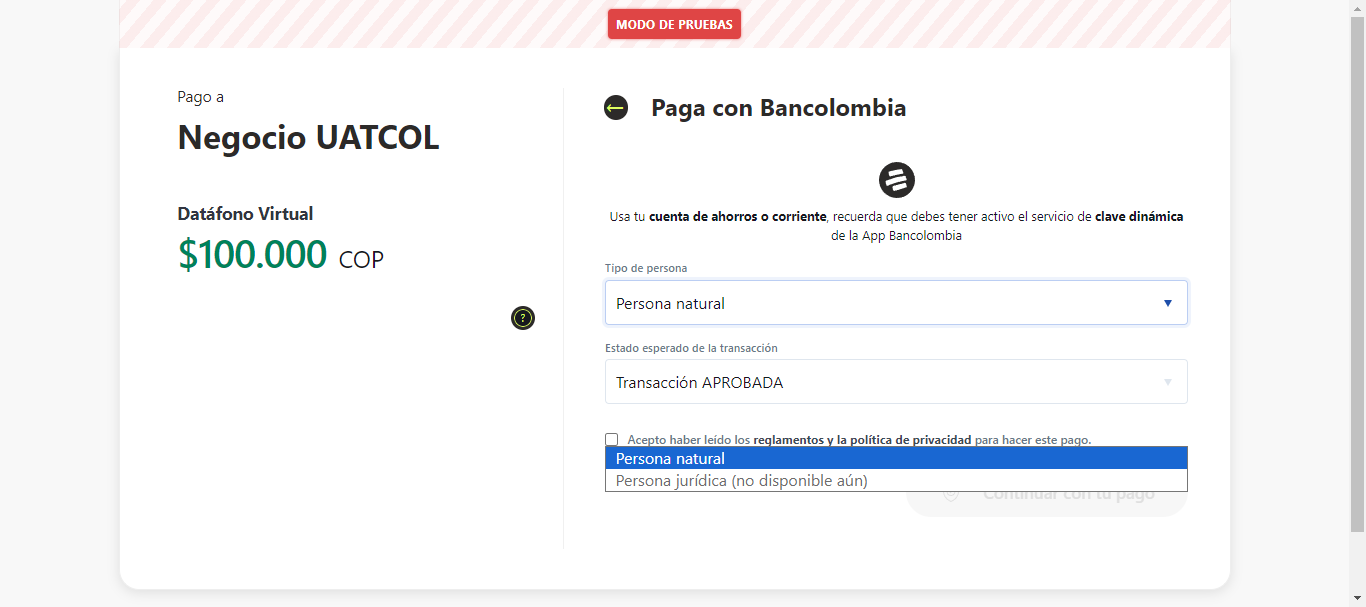 MODO DE PRUEBAS
Pago a
Negocio UATCOL
Datáfono Virtual
$100.000 COP
?
Paga con Bancolombia
Usa tu cuenta de ahorros o corriente, recuerda que debes tener activo el servicio de clave dinámica
de la App Bancolombia
Tipo de persona
Persona natural
Estado esperado de la transacción
Transacción APROBADA
Acepto haber leído los reglamentos y la política de privacidad para hacer este pago.
Persona natural
Persona jurídica (no disponible aún)
Continuar con tu pago